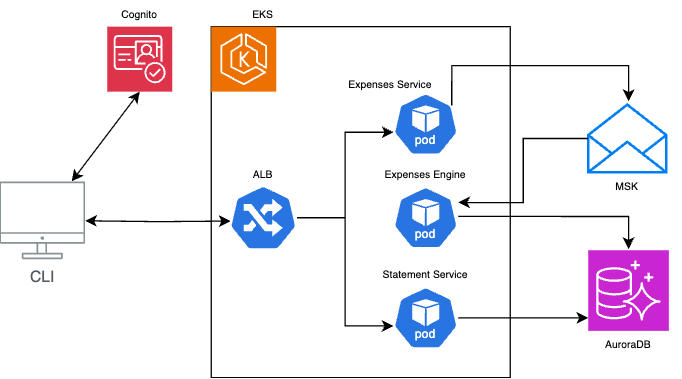 Cognito
EKS
K
Expenses Service
pod
MSK
ALB
Expenses Engine
pod
CLI
Statement Service
pod
AuroraDB